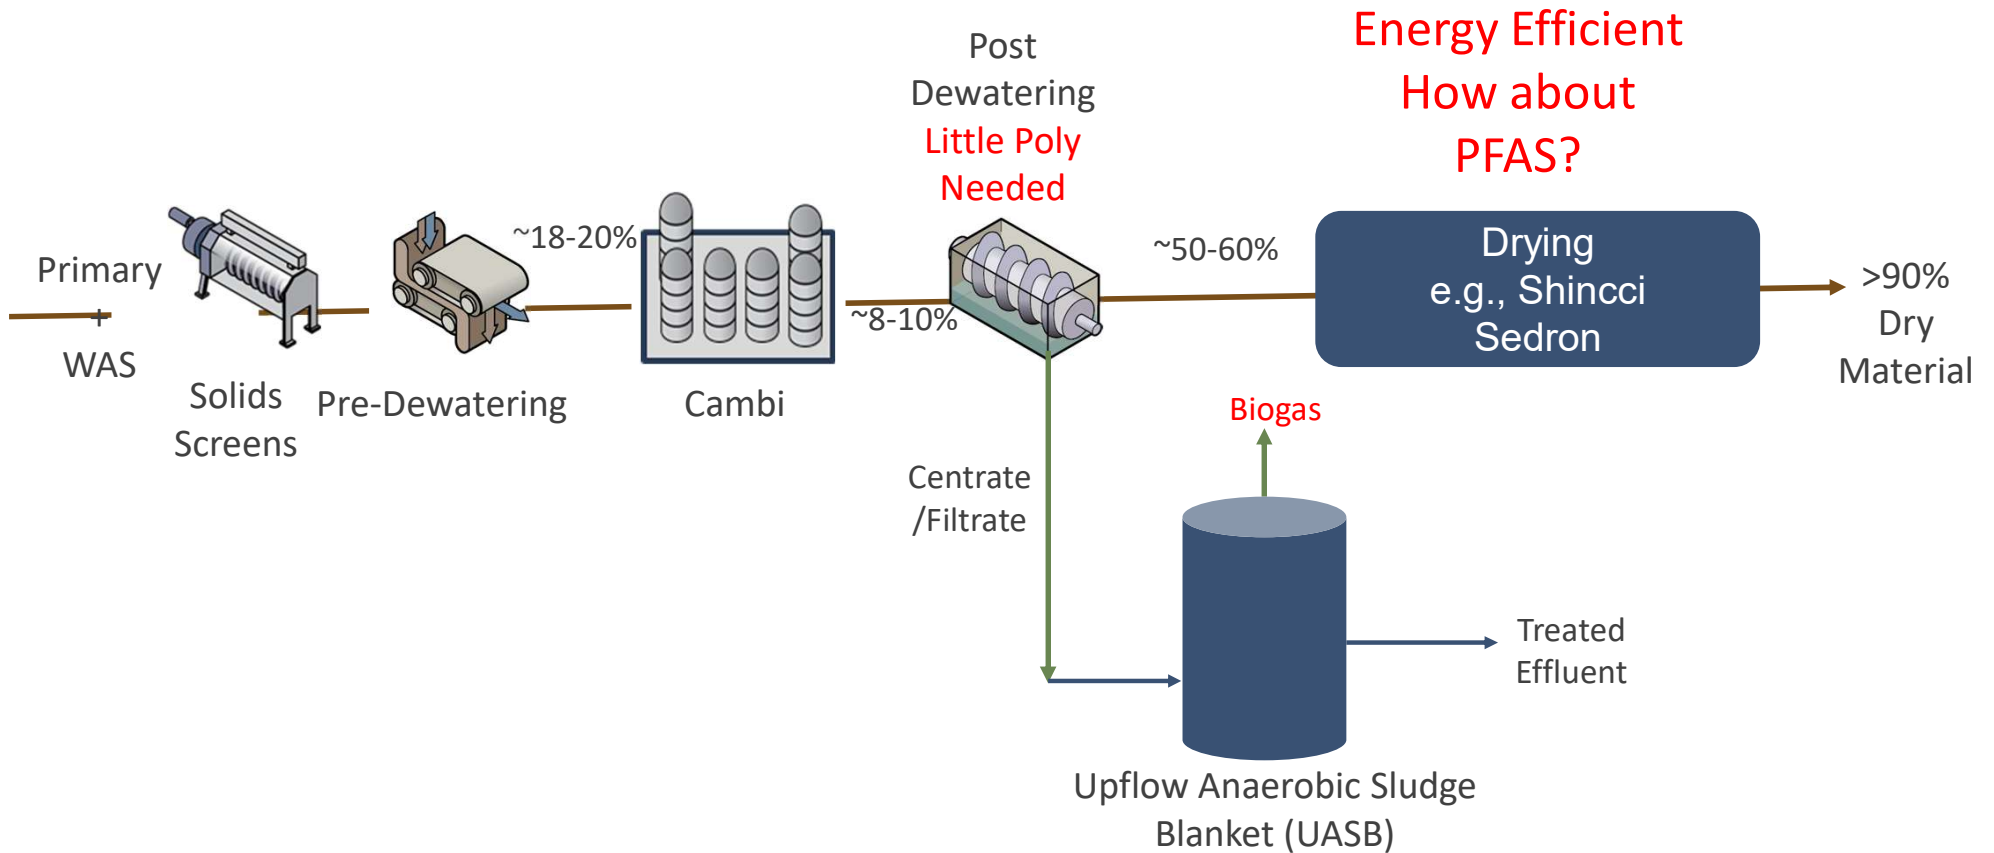 Primary
+
WAS
Solids
Screens
Pre-Dewatering
~18-20%
Cambi
~8-10%
Post
Dewatering
Little Poly
Needed
~50-60%
Energy Efficient
How about
PFAS?
Drying
e.g., Shincci
Sedron
>90%
Dry
Material
Centrate
/Filtrate
Biogas
Treated
Effluent
Upflow Anaerobic Sludge
Blanket (UASB)